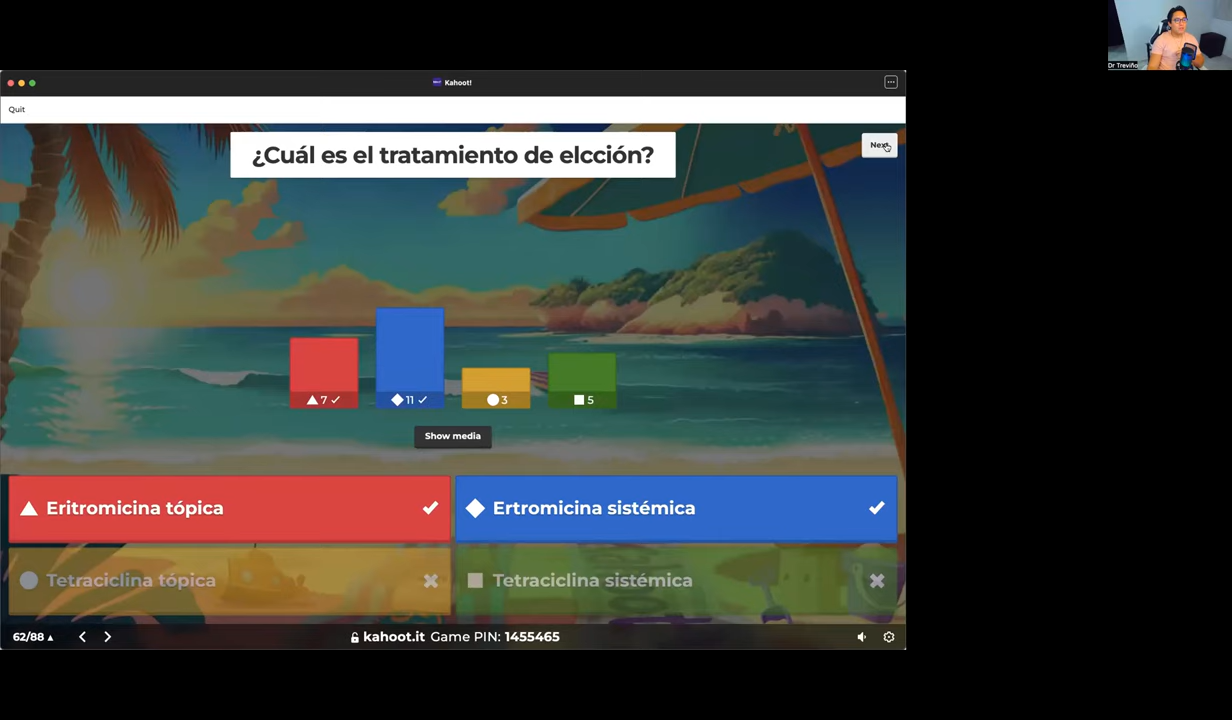 Dr Treviño
Kahoot!
Quit
¿Cuál es el tratamiento de elcción?
Next
7
11
3
5
Show media
Eritromicina tópica
Ertromicina sistémica
Tetraciclina tópica
Tetraciclina sistémica
62/88
kahoot.it Game PIN: 1455465